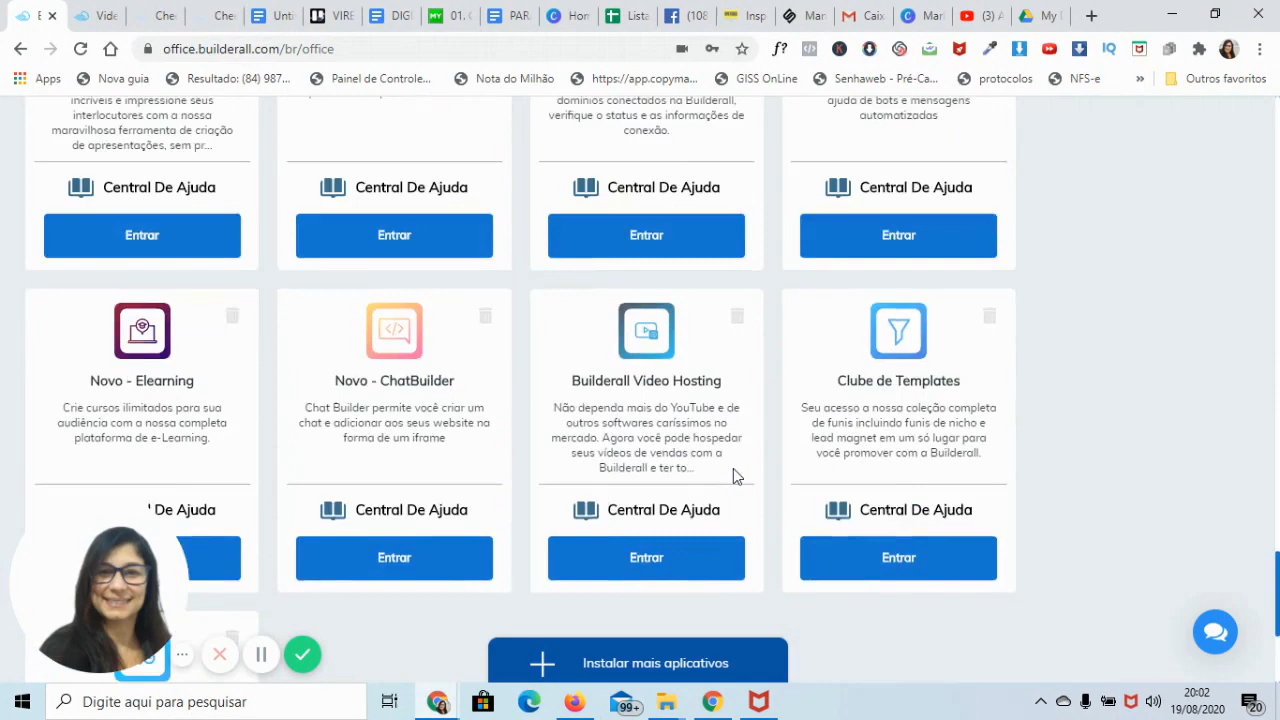 Vide
Che
Che
Unti
VIRE
DIG
01.
PAR
Hon
Lista
(10
Insp
Mar
Caix
Mar
(3) A
My I
office.builderall.com/br/office
f?
IQ
Apps
Nova guia
Resultado: (84) 987...
Painel de Controle...
Nota do Milhão
https://app.copyma...
GISS OnLine
Senhaweb - Pré-Ca...
protocolos
NFS-e
»
Outros favoritos
incríveis e impressione seus
interlocutores com a nossa
maravilhosa ferramenta de criação
de apresentações, sem pr...
domínios conectados na Builderall,
verifique o status e as informações
de conexão.
ajuda de bots e mensagens
automatizadas
Central De Ajuda
Central De Ajuda
Central De Ajuda
Central De Ajuda
Entrar
Entrar
Entrar
Entrar
Novo - Elearning
Crie cursos ilimitados para sua
audiência com a nossa completa
plataforma de e-Learning.
Novo - ChatBuilder
Chat Builder permite você criar um
chat e adicionar aos seus website na
forma de um iframe
Builderall Video Hosting
Não dependa mais do YouTube e de
outros softwares caríssimos no
mercado. Agora você pode hospedar
seus vídeos de vendas com a
Builderall e ter to...
Clube de Templates
Seu acesso a nossa coleção completa
de funis incluindo funis de nicho e
lead magnet em um só lugar para
você promover com a Builderall.
De Ajuda
Central De Ajuda
Central De Ajuda
Central De Ajuda
Entrar
Entrar
Entrar
Instalar mais aplicativos
Digite aqui para pesquisar
99+
20:02
19/08/2020
20